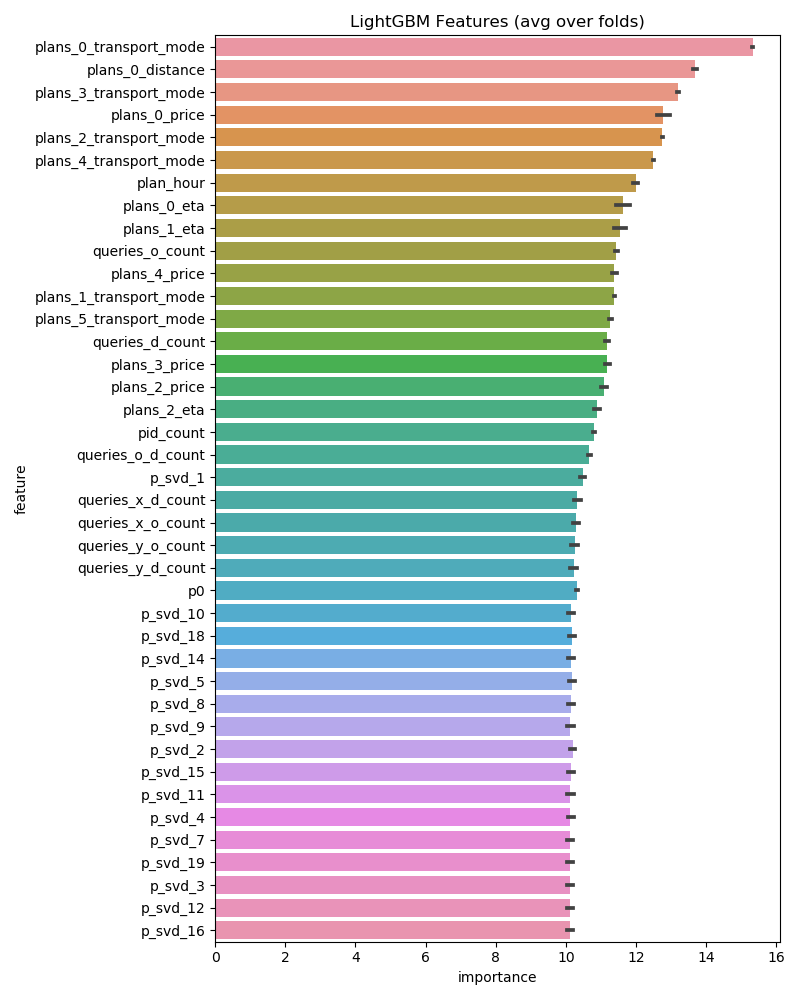 LightGBM Features (avg over folds)
plans_0_transport_mode
plans_0_distance
plans_3_transport_mode
plans_0_price
plans_2_transport_mode
plans_4_transport_mode
plan_hour
plans_0_eta
plans_1_eta
queries_o_count
plans_4_price
plans_1_transport_mode
plans_5_transport_mode
queries_d_count
plans_3_price
plans_2_price
plans_2_eta
pid_count
queries_o_d_count
p_svd_1
queries_x_d_count
queries_x_o_count
queries_y_o_count
queries_y_d_count
p0
p_svd_10
p_svd_18
p_svd_14
p_svd_5
p_svd_8
p_svd_9
p_svd_2
p_svd_15
p_svd_11
p_svd_4
p_svd_7
p_svd_19
p_svd_3
p_svd_12
p_svd_16
feature
0 2 4 6 8 10 12 14 16
importance